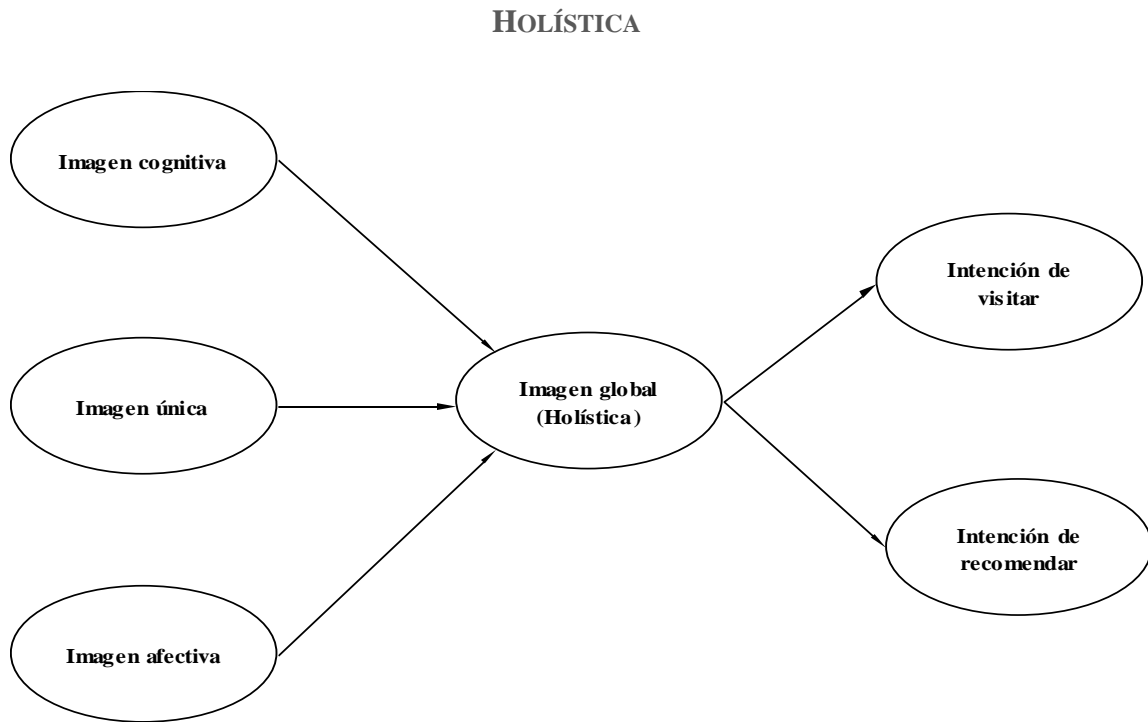 HOLÍSTICA
Imagen cognitiva
Imagen única
Imagen afectiva
Imagen global
(Holística)
Intención de
visitar
Intención de
recomendar